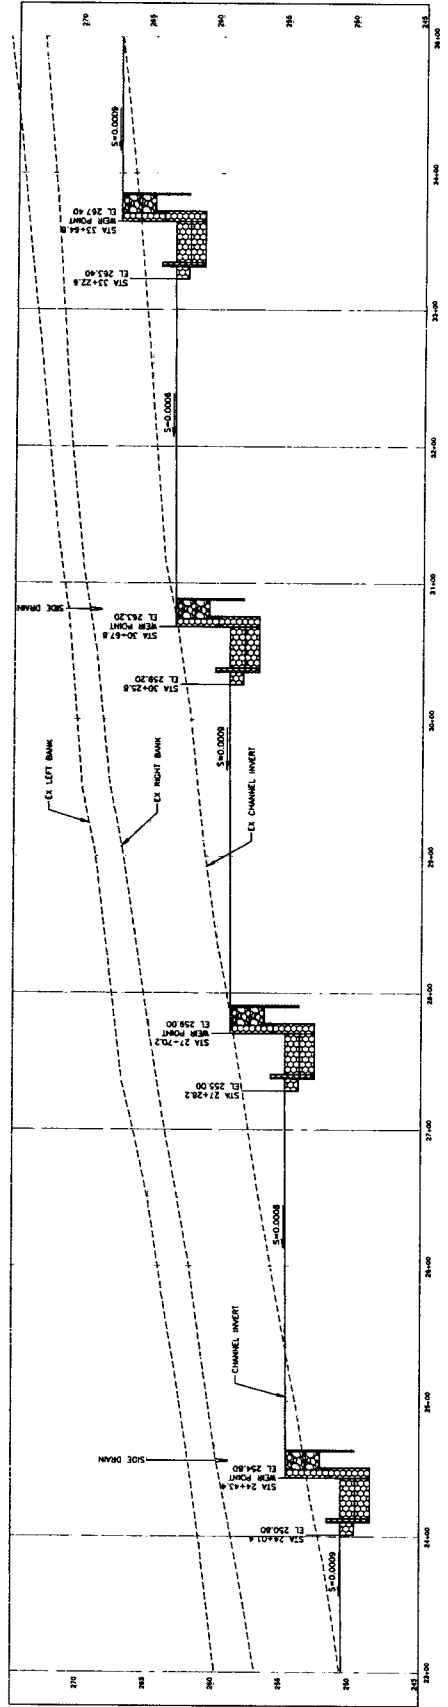 270
265
260
255
250
245
35+00
S=0.0009
34+00
STA 33+64.8
WEIR POINT
EL 267.40
STA 33+22.8
EL 263.40
33+00
S=0.0008
32+00
31+00
SIDE DRAIN
STA 30+67.8
WEIR POINT
EL 263.20
STA 30+25.8
EL 259.20
30+00
S=0.0009
EX LEFT BANK
EX RIGHT BANK
EX CHANNEL INVERT
29+00
28+00
STA 27+70.2
WEIR POINT
EL 259.00
STA 27+28.2
EL 255.00
27+00
S=0.0008
26+00
CHANNEL INVERT
25+00
SIDE DRAIN
STA 24+43.4
WEIR POINT
EL 254.80
STA 24+01.4
EL 250.80
24+00
S=0.0009
270
265
260
255
250
245
23+00